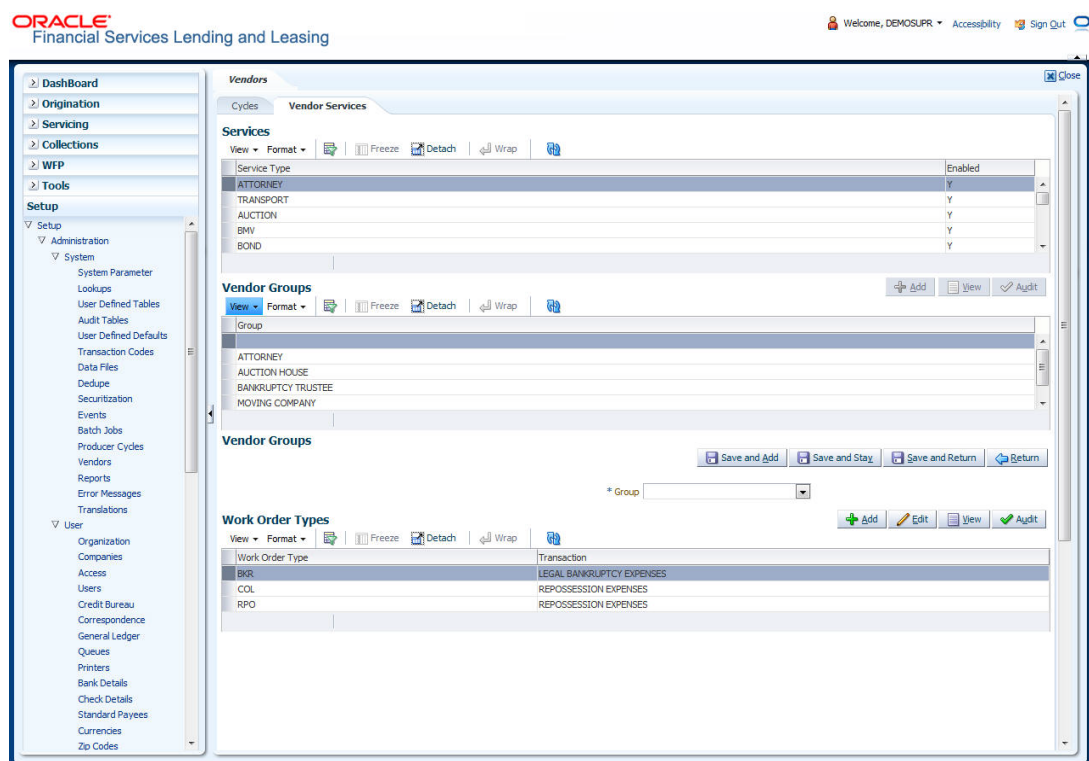 ORACLE'
Financial Services Lending and Leasing
Welcome, DEMOSUPR Accessibility Sign Out
Close
DashBoard
Origination
Servicing
Collections
WFP
Tools
Setup
Setup
Administration
System
System Parameter
Lookups
User Defined Tables
Audit Tables
User Defined Defaults
Transaction Codes
Data Files
Dedupe
Securitization
Events
Batch Jobs
Producer Cycles
Vendors
Reports
Error Messages
Translations
User
Organization
Companies
Access
Users
Credit Bureau
Correspondence
General Ledger
Queues
Printers
Bank Details
Check Details
Standard Payees
Currencies
Zip Codes
Vendors
Cycles Vendor Services
Services
View Format Freeze Detach Wrap
Service Type Enabled
ATTORNEY Y
TRANSPORT Y
AUCTION Y
BMV Y
BOND Y
Vendor Groups Add View Audit
View Format Freeze Detach Wrap
Group
ATTORNEY
AUCTION HOUSE
BANKRUPTCY TRUSTEE
MOVING COMPANY
Vendor Groups
Save and Add Save and Stay Save and Return Return
* Group
Work Order Types Add Edit View Audit
View Format Freeze Detach Wrap
Work Order Type Transaction
BKR LEGAL BANKRUPTCY EXPENSES
COL REPOSSESSION EXPENSES
RPO REPOSSESSION EXPENSES